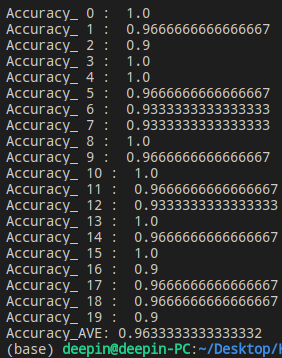 Accuracy_ 0 :  1.0
Accuracy_ 1 :  0.9666666666666667
Accuracy_ 2 :  0.9
Accuracy_ 3 :  1.0
Accuracy_ 4 :  1.0
Accuracy_ 5 :  0.9666666666666667
Accuracy_ 6 :  0.9333333333333333
Accuracy_ 7 :  0.9333333333333333
Accuracy_ 8 :  1.0
Accuracy_ 9 :  0.9666666666666667
Accuracy_ 10 :  1.0
Accuracy_ 11 :  0.9666666666666667
Accuracy_ 12 :  0.9333333333333333
Accuracy_ 13 :  1.0
Accuracy_ 14 :  0.9666666666666667
Accuracy_ 15 :  1.0
Accuracy_ 16 :  0.9
Accuracy_ 17 :  0.9666666666666667
Accuracy_ 18 :  0.9666666666666667
Accuracy_ 19 :  0.9
Accuracy_AVE: 0.9633333333333332
(base) deepin@deepin-PC:~/Desktop/